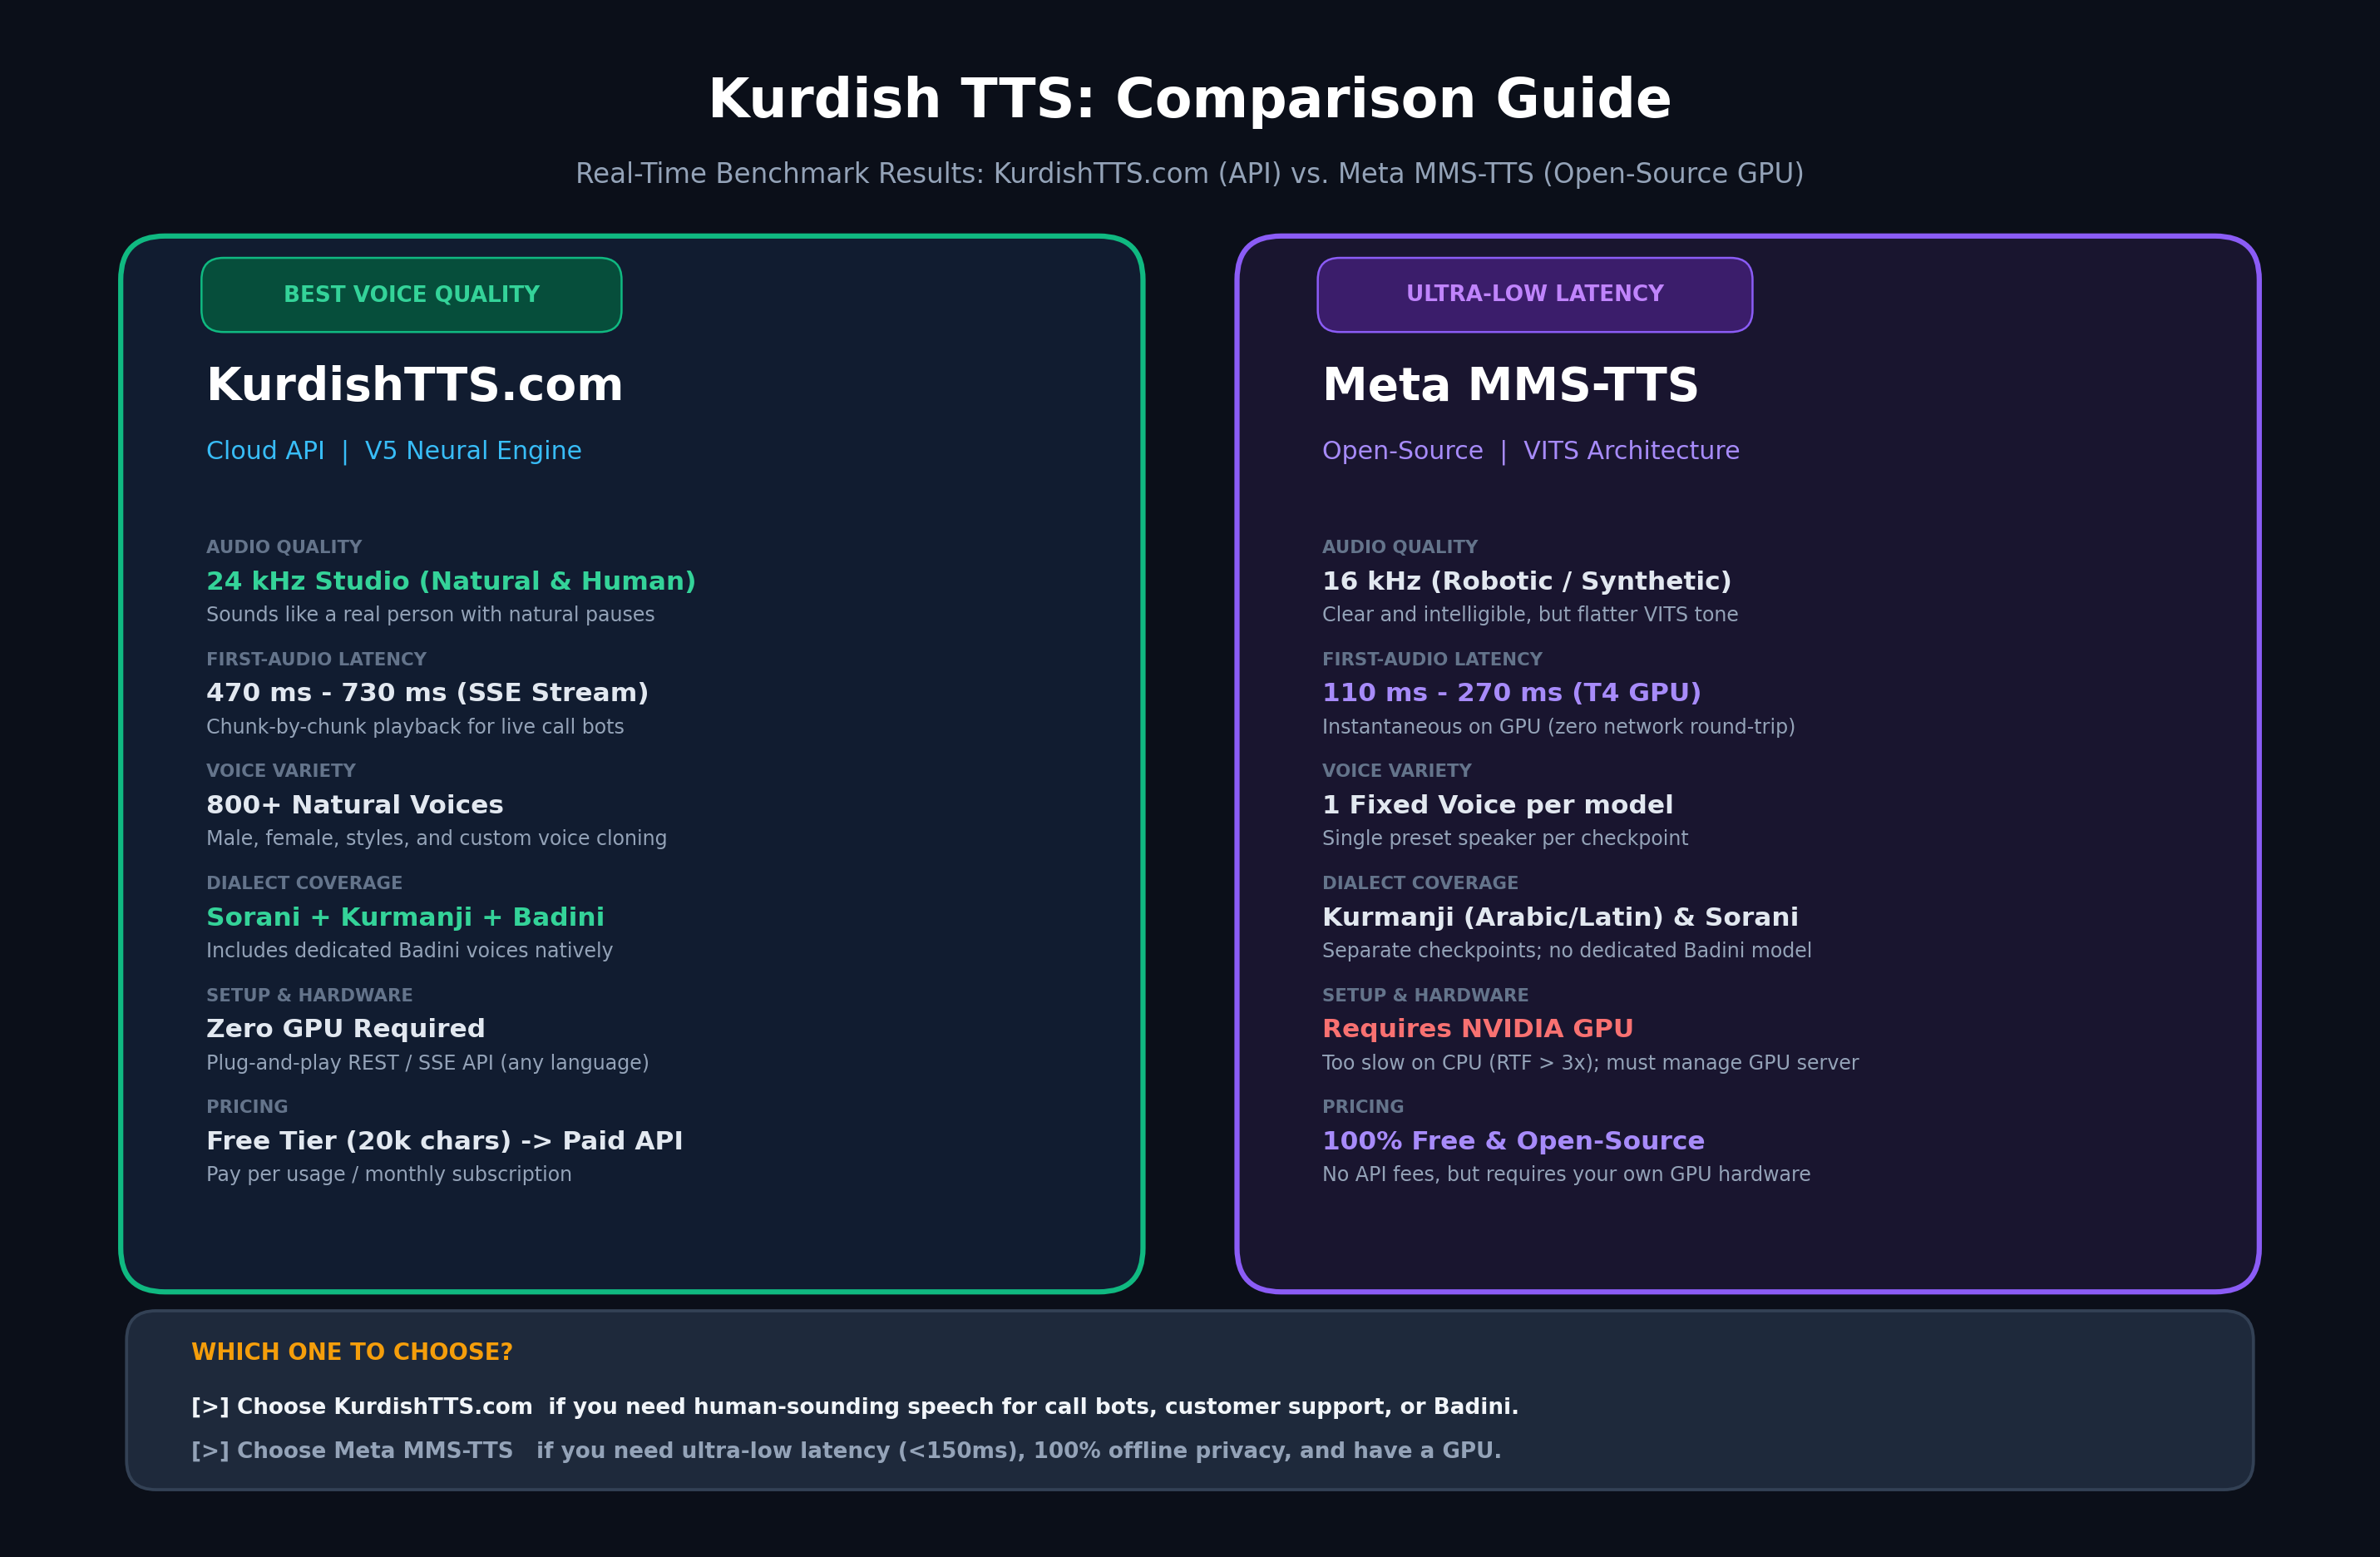 Kurdish TTS: Comparison Guide
Real-Time Benchmark Results: KurdishTTS.com (API) vs. Meta MMS-TTS (Open-Source GPU)
BEST VOICE QUALITY
KurdishTTS.com
Cloud API | V5 Neural Engine
AUDIO QUALITY
24 kHz Studio (Natural & Human)
Sounds like a real person with natural pauses
FIRST-AUDIO LATENCY
470 ms - 730 ms (SSE Stream)
Chunk-by-chunk playback for live call bots
VOICE VARIETY
800+ Natural Voices
Male, female, styles, and custom voice cloning
DIALECT COVERAGE
Sorani + Kurmanji + Badini
Includes dedicated Badini voices natively
SETUP & HARDWARE
Zero GPU Required
Plug-and-play REST / SSE API (any language)
PRICING
Free Tier (20k chars) -> Paid API
Pay per usage / monthly subscription
ULTRA-LOW LATENCY
Meta MMS-TTS
Open-Source | VITS Architecture
AUDIO QUALITY
16 kHz (Robotic / Synthetic)
Clear and intelligible, but flatter VITS tone
FIRST-AUDIO LATENCY
110 ms - 270 ms (T4 GPU)
Instantaneous on GPU (zero network round-trip)
VOICE VARIETY
1 Fixed Voice per model
Single preset speaker per checkpoint
DIALECT COVERAGE
Kurmanji (Arabic/Latin) & Sorani
Separate checkpoints; no dedicated Badini model
SETUP & HARDWARE
Requires NVIDIA GPU
Too slow on CPU (RTF > 3x); must manage GPU server
PRICING
100% Free & Open-Source
No API fees, but requires your own GPU hardware
WHICH ONE TO CHOOSE?
[>] Choose KurdishTTS.com if you need human-sounding speech for call bots, customer support, or Badini.
[>] Choose Meta MMS-TTS if you need ultra-low latency (<150ms), 100% offline privacy, and have a GPU.